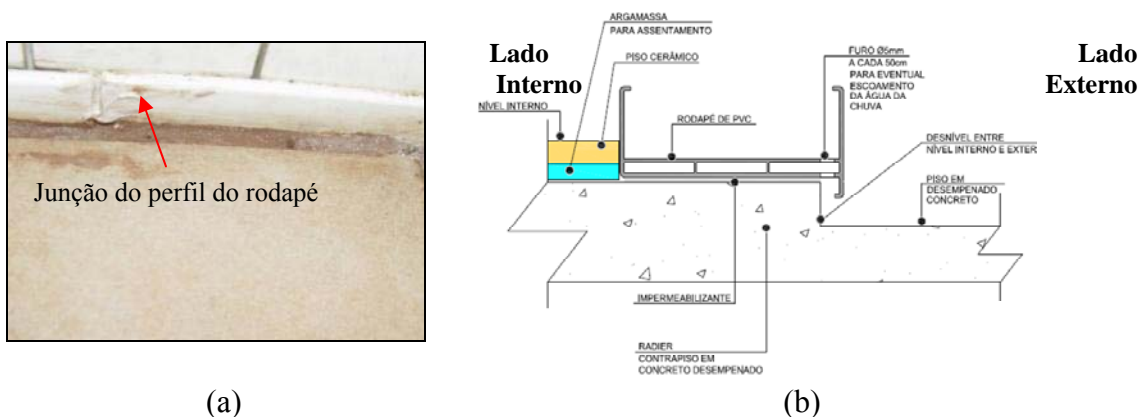 Junção do perfil do rodapé
(a)
ARGAMASSA
PARA ASSENTAMENTO
Lado
Interno
PISO CERÂMICO
FURO Ø5mm
A CADA 50cm
PARA EVENTUAL
ESCOAMENTO
DA ÁGUA DA
CHUVA
Lado
Externo
NÍVEL INTERNO
RODAPÉ DE PVC
DESNÍVEL ENTRE
NÍVEL INTERNO E EXTER
PISO EM
DESEMPENADO
CONCRETO
IMPERMEABILIZANTE
RADIER
CONTRAPISO EM
CONCRETO DESEMPENADO
(b)